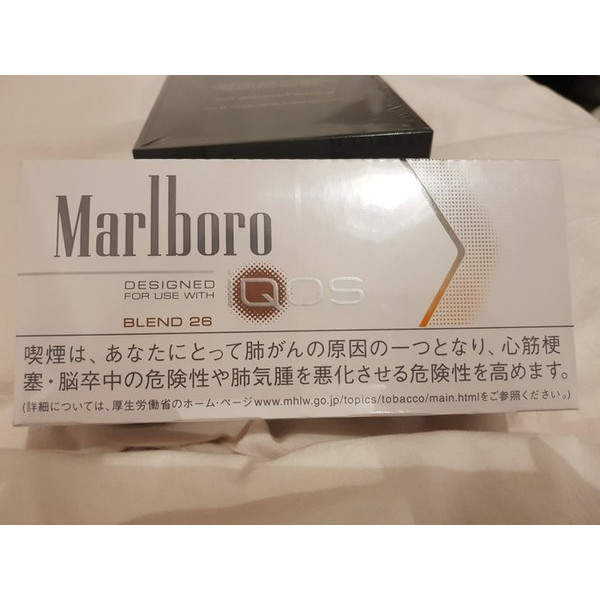 Marlboro
DESIGNED
FOR USE WITH
IQOS
BLEND 26
喫煙は、あなたにとって肺がんの原因の一つとなり、心筋梗
塞・脳卒中の危険性や肺気腫を悪化させる危険性を高めます。
(詳細については、厚生労働省のホーム・ページwww.mhlw.go.jp/topics/tobacco/main.htmlをご参照ください。)